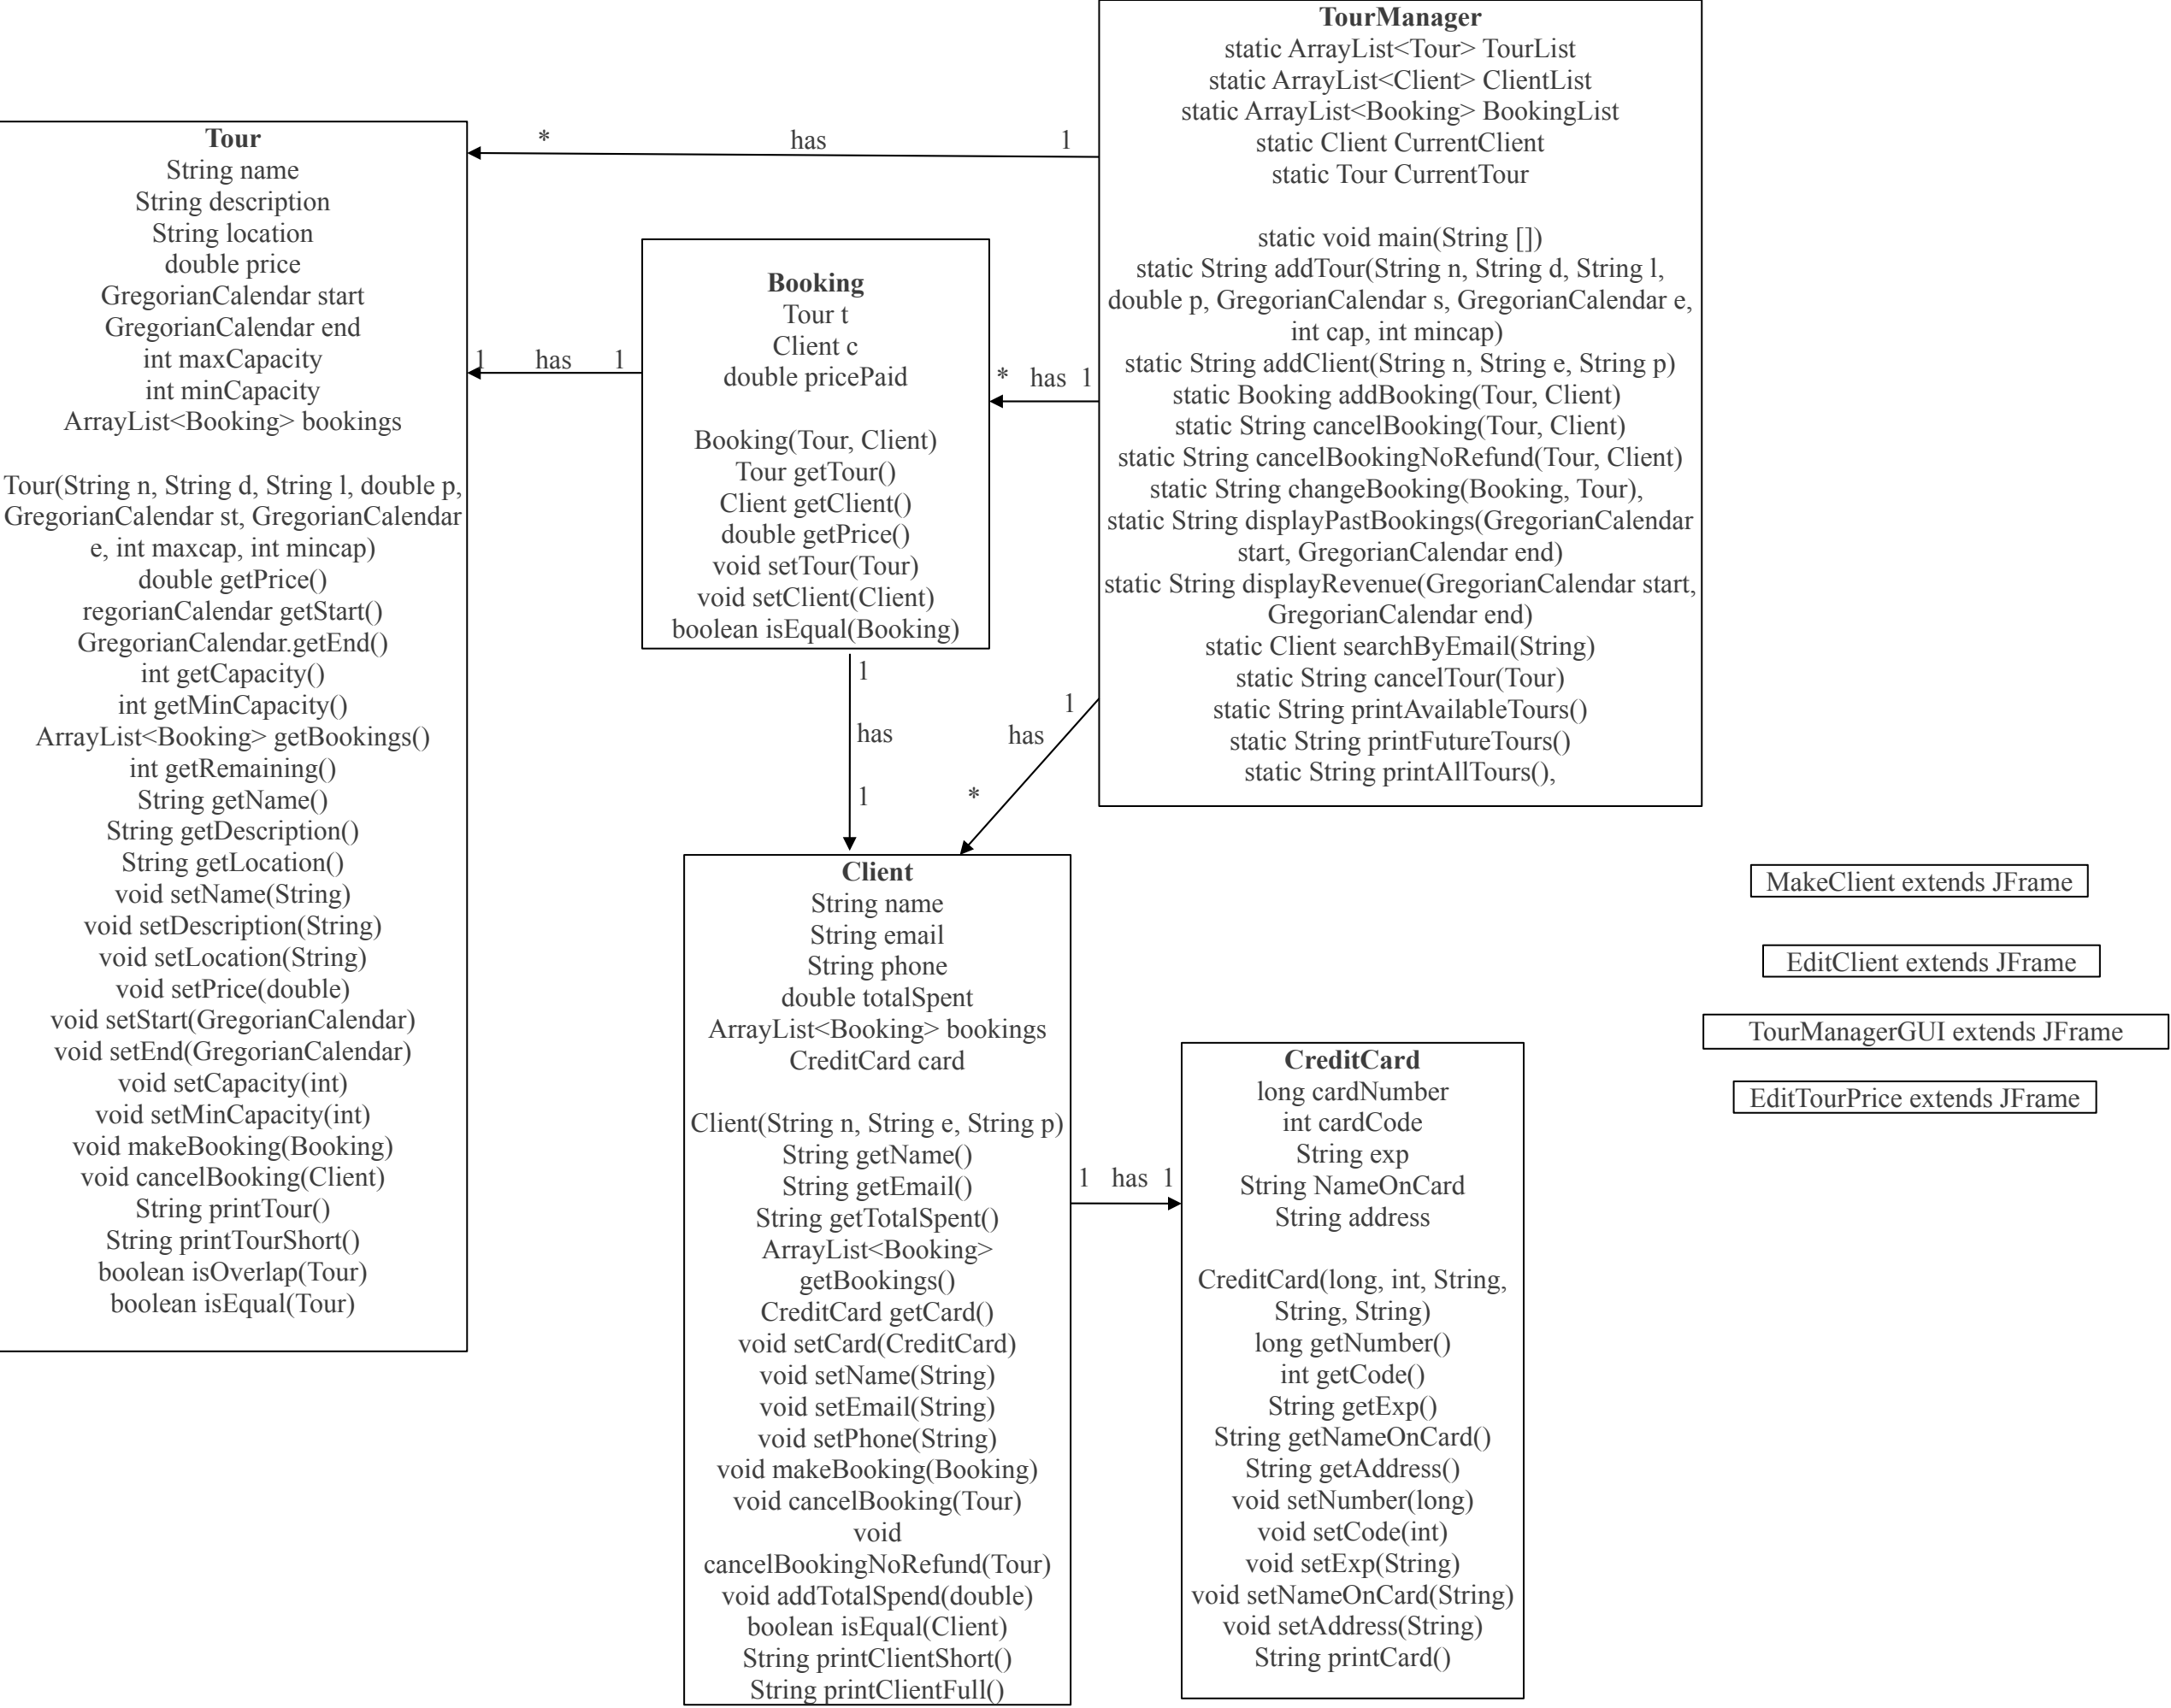 TourManager
static ArrayList<Tour> TourList
static ArrayList<Client> ClientList
static ArrayList<Booking> BookingList
static Client CurrentClient
static Tour CurrentTour
static void main(String [])
static String addTour(String n, String d, String l,
double p, GregorianCalendar s, GregorianCalendar e,
int cap, int mincap)
static String addClient(String n, String e, String p)
static Booking addBooking(Tour, Client)
static String cancelBooking(Tour, Client)
static String cancelBookingNoRefund(Tour, Client)
static String changeBooking(Booking, Tour),
static String displayPastBookings(GregorianCalendar
start, GregorianCalendar end)
static String displayRevenue(GregorianCalendar start,
GregorianCalendar end)
static Client searchByEmail(String)
static String cancelTour(Tour)
static String printAvailableTours()
static String printFutureTours()
static String printAllTours(),
* has 1
Tour
String name
String description
String location
double price
GregorianCalendar start
GregorianCalendar end
int maxCapacity
int minCapacity
ArrayList<Booking> bookings
Tour(String n, String d, String l, double p,
GregorianCalendar st, GregorianCalendar
e, int maxcap, int mincap)
double getPrice()
regorianCalendar getStart()
GregorianCalendar.getEnd()
int getCapacity()
int getMinCapacity()
ArrayList<Booking> getBookings()
int getRemaining()
String getName()
String getDescription()
String getLocation()
void setName(String)
void setDescription(String)
void setLocation(String)
void setPrice(double)
void setStart(GregorianCalendar)
void setEnd(GregorianCalendar)
void setCapacity(int)
void setMinCapacity(int)
void makeBooking(Booking)
void cancelBooking(Client)
String printTour()
String printTourShort()
boolean isOverlap(Tour)
boolean isEqual(Tour)
1 has 1
Booking
Tour t
Client c
double pricePaid
Booking(Tour, Client)
Tour getTour()
Client getClient()
double getPrice()
void setTour(Tour)
void setClient(Client)
boolean isEqual(Booking)
* has 1
1
has
1
1
has
*
Client
String name
String email
String phone
double totalSpent
ArrayList<Booking> bookings
CreditCard card
Client(String n, String e, String p)
String getName()
String getEmail()
String getTotalSpent()
ArrayList<Booking>
getBookings()
CreditCard getCard()
void setCard(CreditCard)
void setName(String)
void setEmail(String)
void setPhone(String)
void makeBooking(Booking)
void cancelBooking(Tour)
void
cancelBookingNoRefund(Tour)
void addTotalSpend(double)
boolean isEqual(Client)
String printClientShort()
String printClientFull()
1 has 1
CreditCard
long cardNumber
int cardCode
String exp
String NameOnCard
String address
CreditCard(long, int, String,
String, String)
long getNumber()
int getCode()
String getExp()
String getNameOnCard()
String getAddress()
void setNumber(long)
void setCode(int)
void setExp(String)
void setNameOnCard(String)
void setAddress(String)
String printCard()
MakeClient extends JFrame
EditClient extends JFrame
TourManagerGUI extends JFrame
EditTourPrice extends JFrame